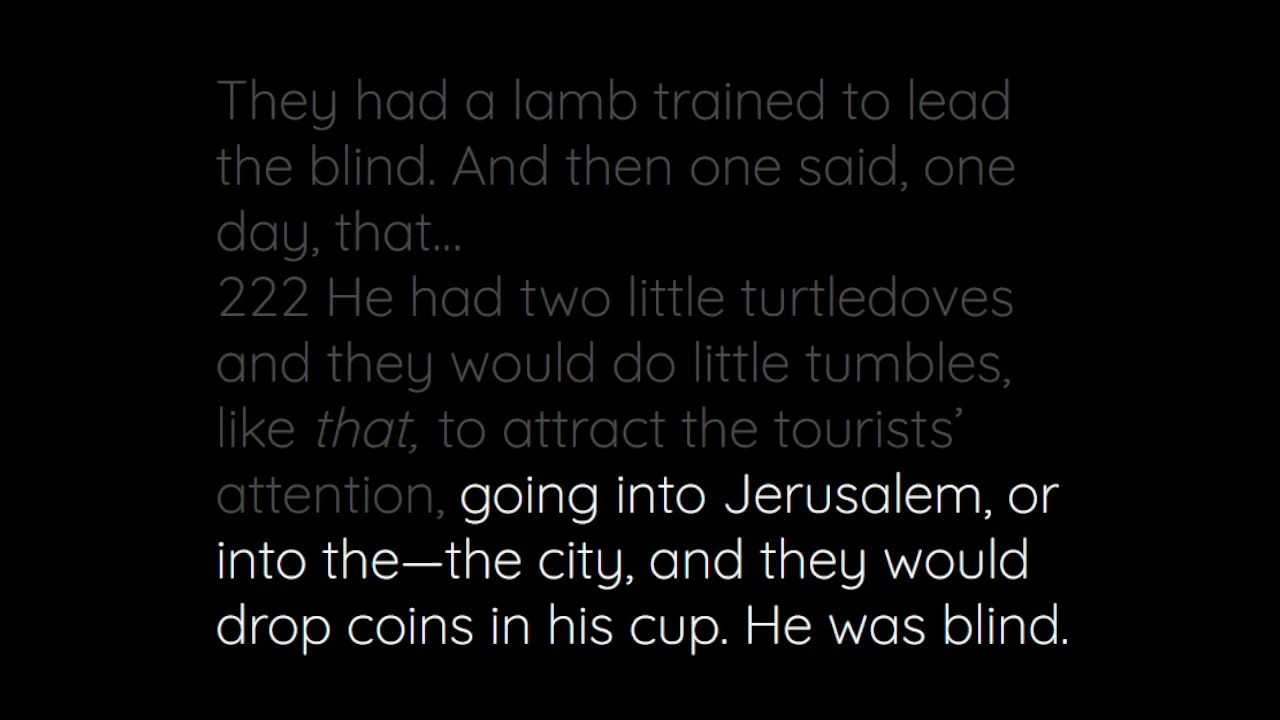 They had a lamb trained to lead
the blind. And then one said, one
day, that...
222 He had two little turtledoves
and they would do little tumbles,
like that, to attract the tourists’
attention, going into Jerusalem, or
into the—the city, and they would
drop coins in his cup. He was blind.